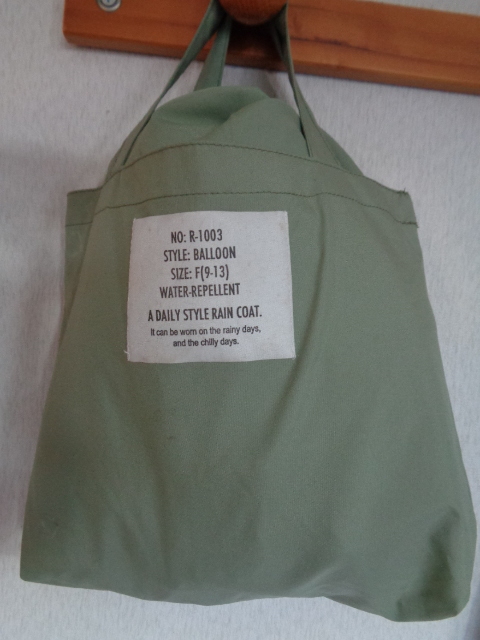 NO: R-1003
STYLE: BALLOON
SIZE: F(9-13)
WATER-REPELLENT
A DAILY STYLE RAIN COAT.
It can be worn on the rainy days,
and the chilly days.